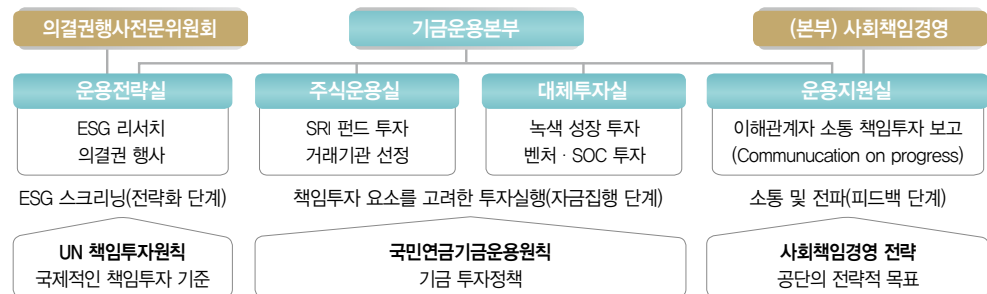 의결권행사전문위원회
기금운용본부
(본부) 사회책임경영
운용전략실
주식운용실
대체투자실
운용지원실
ESG 리서치
의결권 행사
SRI 펀드 투자
거래기관 선정
녹색 성장 투자
벤처 · SOC 투자
이해관계자 소통 책임투자 보고
(Communucation on progress)
ESG 스크리닝(전략화 단계)
책임투자 요소를 고려한 투자실행(자금집행 단계)
소통 및 전파(피드백 단계)
UN 책임투자원칙
국제적인 책임투자 기준
국민연금기금운용원칙
기금 투자정책
사회책임경영 전략
공단의 전략적 목표